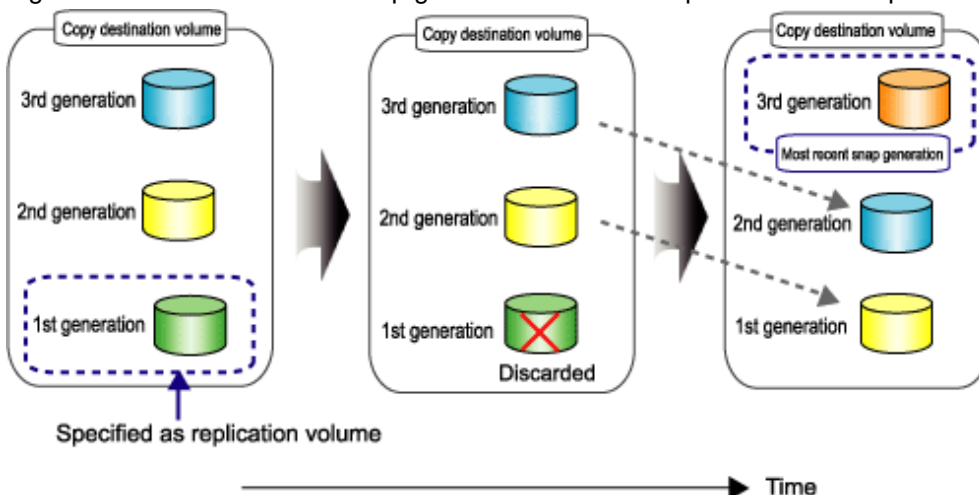 Copy destination volume
3rd generation
2nd generation
1st generation
Specified as replication volume
Copy destination volume
3rd generation
2nd generation
1st generation
Discarded
Copy destination volume
3rd generation
Most recent snap generation
2nd generation
1st generation
Time